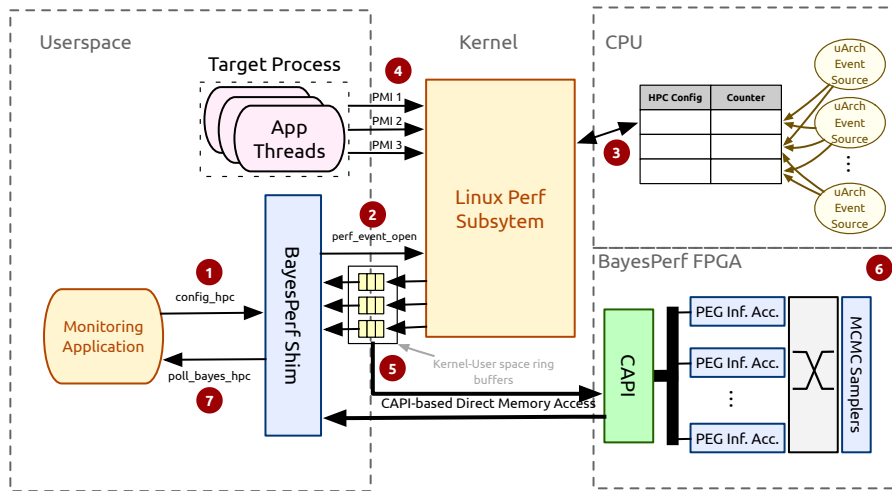 Userspace
Kernel
CPU
Target Process
4
PMI 1
PMI 2
PMI 3
App
Threads
HPC Config
Counter
uArch
Event
Source
uArch
Event
Source
⋮
uArch
Event
Source
3
Linux Perf
Subsytem
2
perf_event_open
BayesPerf Shim
1
config_hpc
Monitoring
Application
poll_bayes_hpc
7
5
Kernel-User space ring
buffers
CAPI-based Direct Memory Access
BayesPerf FPGA
6
CAPI
PEG Inf. Acc.
PEG Inf. Acc.
⋮
PEG Inf. Acc.
MCMC Samplers